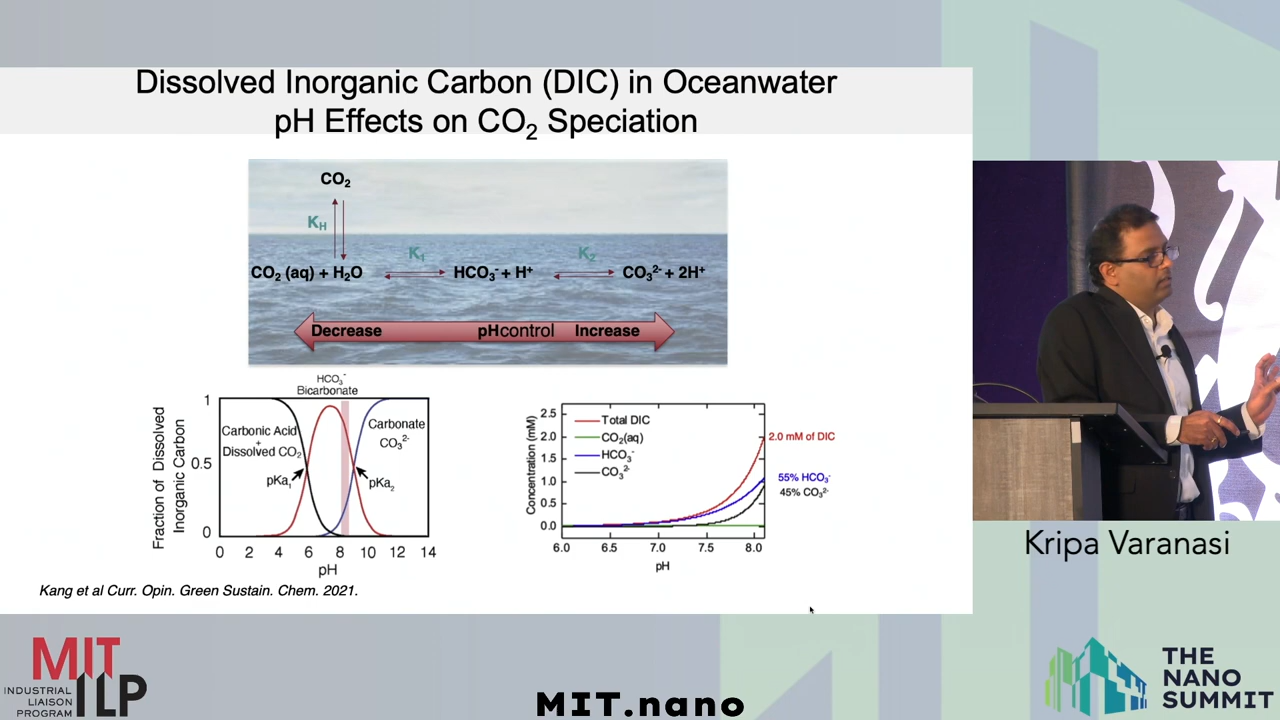 Dissolved Inorganic Carbon (DIC) in Oceanwater
pH Effects on CO₂ Speciation
CO₂
K_H
CO₂ (aq) + H₂O
K₁
HCO₃⁻ + H⁺
K₂
CO₃²⁻ + 2H⁺
Decrease
pHcontrol
Increase
HCO₃⁻
Bicarbonate
Fraction of Dissolved
Inorganic Carbon
1
0.5
0
Carbonic Acid
+
Dissolved CO₂
pKa₁
Carbonate
CO₃²⁻
pKa₂
0 2 4 6 8 10 12 14
pH
Concentration (mM)
2.5
2.0
1.5
1.0
0.5
0.0
Total DIC
CO₂(aq)
HCO₃⁻
CO₃²⁻
2.0 mM of DIC
55% HCO₃⁻
45% CO₃²⁻
6.0 6.5 7.0 7.5 8.0
pH
Kang et al Curr. Opin. Green Sustain. Chem. 2021.
Kripa Varanasi
MIT
ILP
INDUSTRIAL
LIAISON
PROGRAM
MIT.nano
THE
NANO
SUMMIT